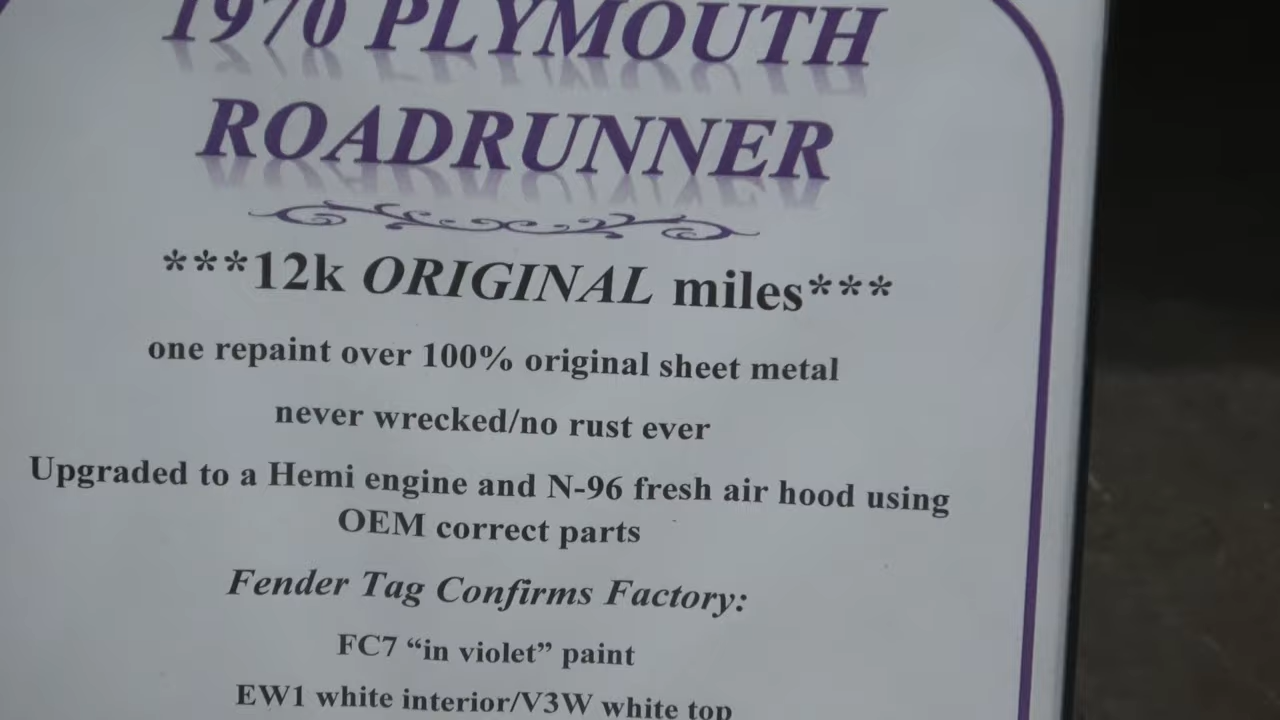 1970 PLYMOUTH
ROADRUNNER
***12k ORIGINAL miles***
one repaint over 100% original sheet metal
never wrecked/no rust ever
Upgraded to a Hemi engine and N-96 fresh air hood using
OEM correct parts
Fender Tag Confirms Factory:
FC7 “in violet” paint
EW1 white interior/V3W white top